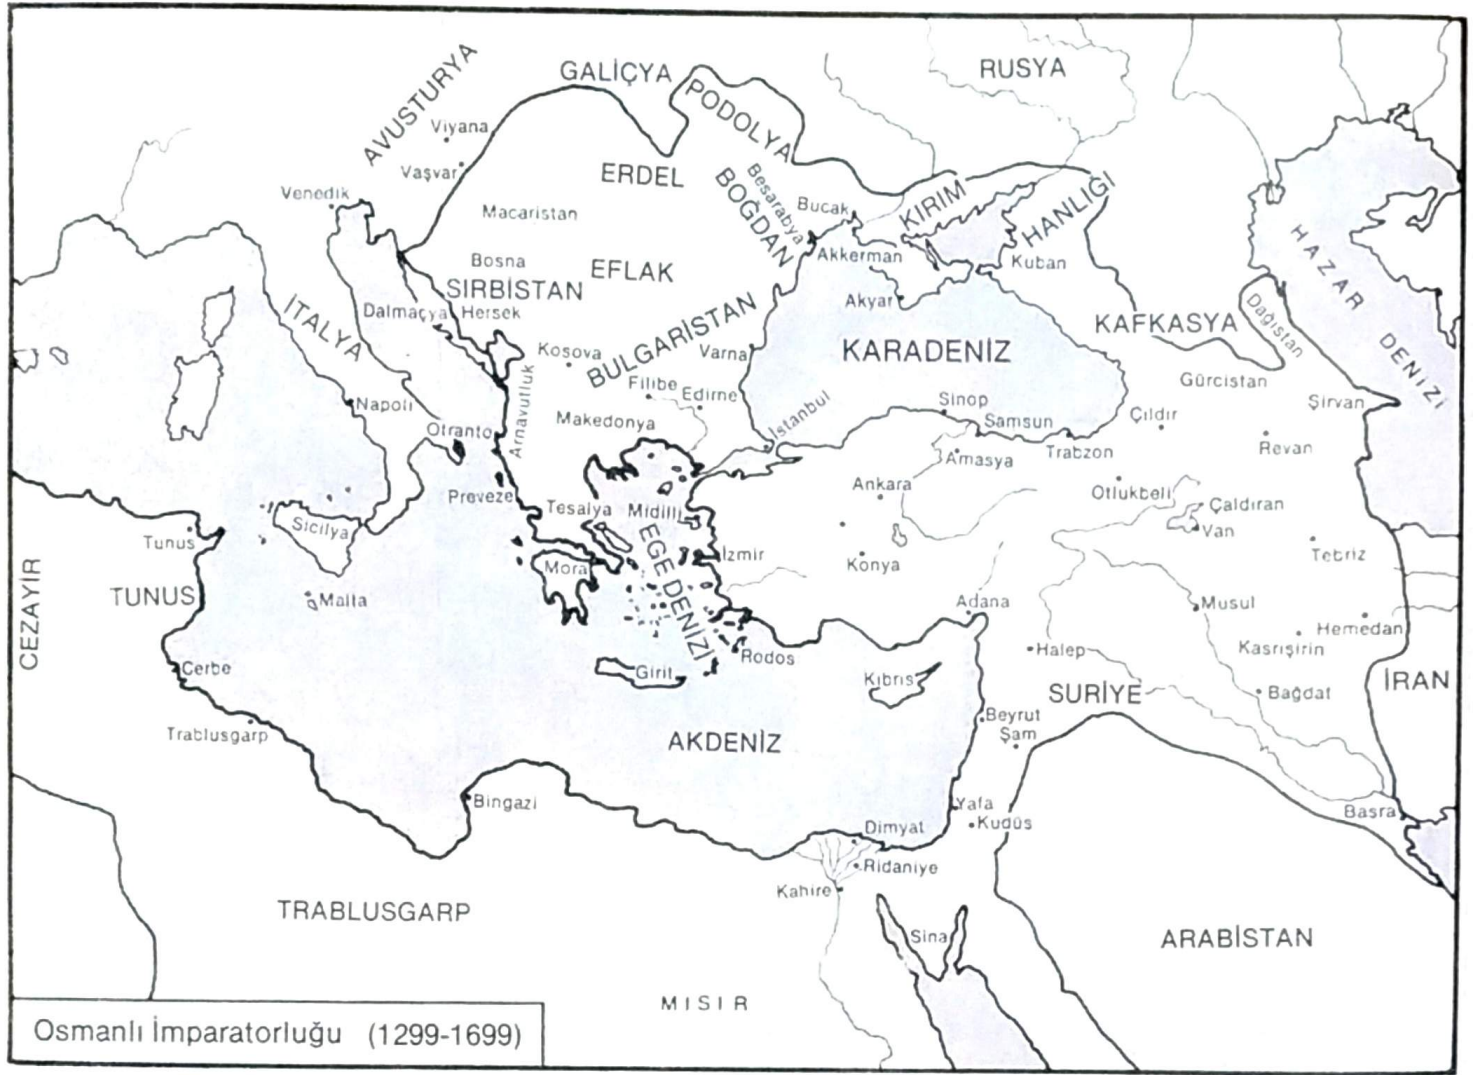 GALİÇYA
RUSYA
AVUSTURYA
PODOLYA
Viyana
Vaşvar
ERDEL
Besarabya
BOĞDAN
Bucak
KIRIM
HANLIĞI
Venedik
Macaristan
Akkerman
Kuban
HAZAR DENİZİ
Bosna
EFLAK
SIRBİSTAN
Akyar
Dalmaçya
Hersek
İTALYA
BULGARİSTAN
Varna
KARADENİZ
KAFKASYA
Dağıstan
Kosova
Arnavutluk
Filibe
Edirne
Gürcistan
Şirvan
Napoli
Makedonya
İstanbul
Sinop
Samsun
Çıldır
Otranto
Amasya
Trabzon
Revan
Preveze
Tesalya
Midilli
Ankara
Otlukbeli
Çaldıran
Sicilya
Van
Tunus
EGE DENİZİ
İzmir
Konya
Tebriz
CEZAYİR
TUNUS
Malta
Mora
Adana
Musul
Hemedan
Kasrışirin
Cerbe
Girit
Rodos
Kıbrıs
Halep
SURİYE
Bağdat
İRAN
Trablusgarp
AKDENİZ
Beyrut
Şam
Bingazi
Yafa
Kudüs
Basra
Dimyat
Ridaniye
Kahire
TRABLUSGARP
Sina
ARABİSTAN
MISIR
Osmanlı İmparatorluğu (1299-1699)